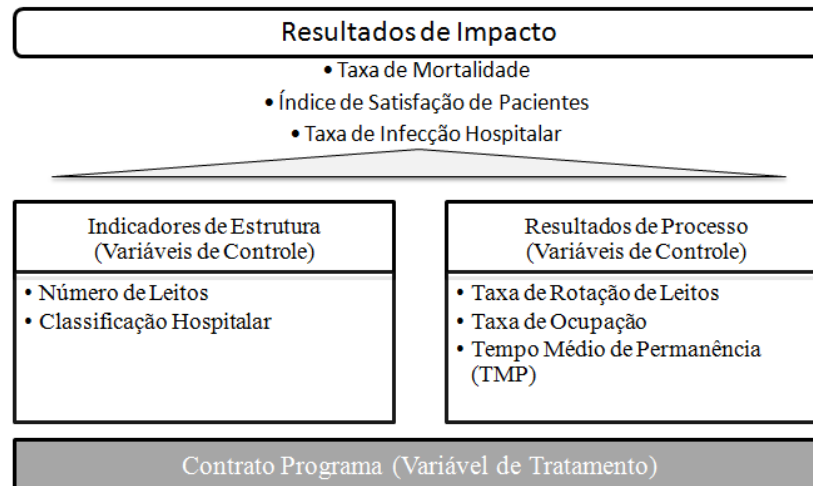 Resultados de Impacto
• Taxa de Mortalidade
• Índice de Satisfação de Pacientes
• Taxa de Infecção Hospitalar
Indicadores de Estrutura
(Variáveis de Controle)
• Número de Leitos
• Classificação Hospitalar
Resultados de Processo
(Variáveis de Controle)
• Taxa de Rotação de Leitos
• Taxa de Ocupação
• Tempo Médio de Permanência
(TMP)
Contrato Programa (Variável de Tratamento)